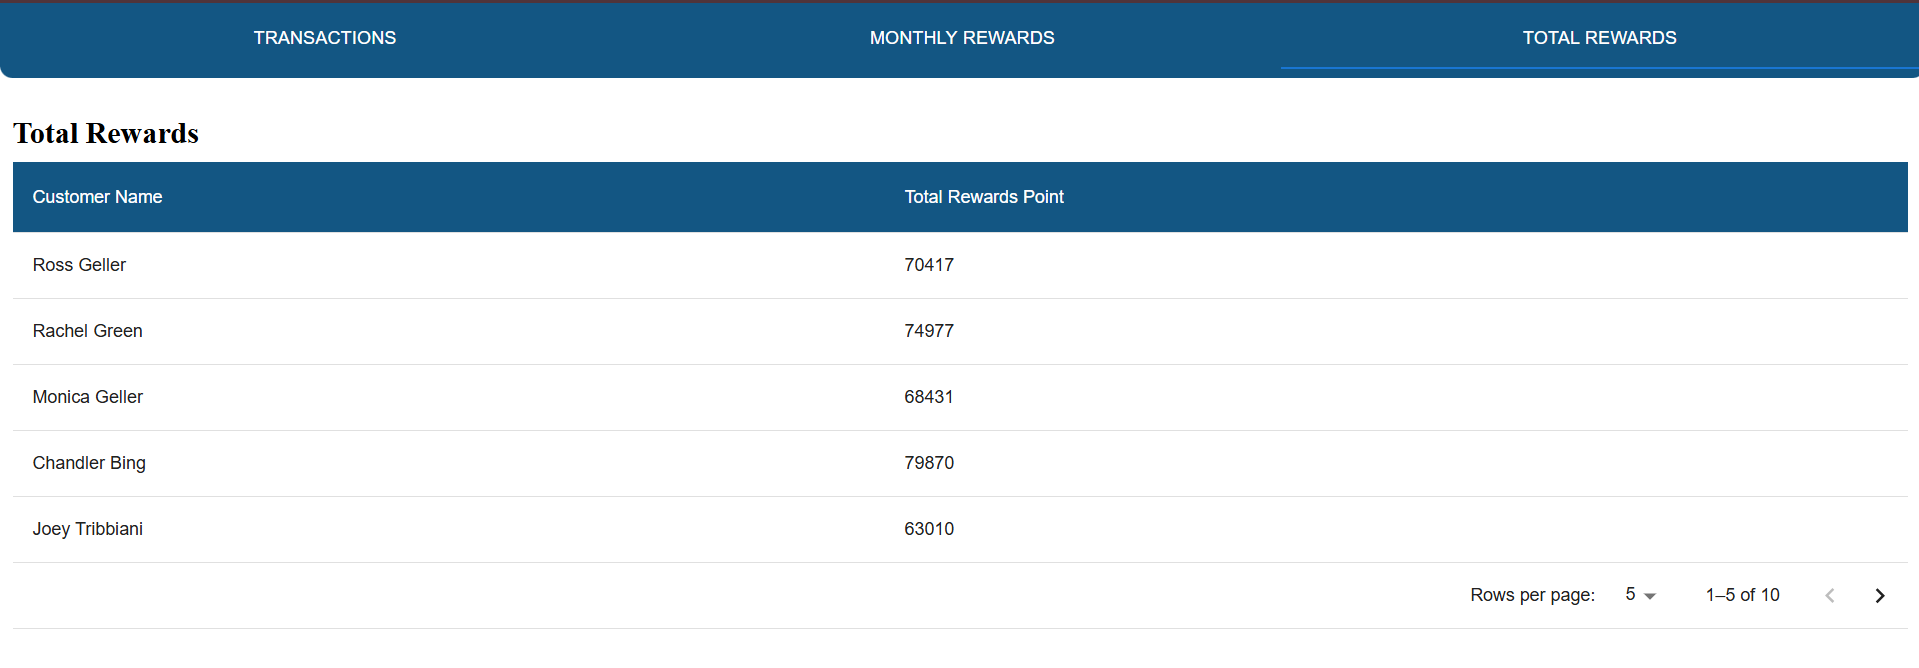 TRANSACTIONS MONTHLY REWARDS TOTAL REWARDS
Total Rewards
Customer Name Total Rewards Point
Ross Geller 70417
Rachel Green 74977
Monica Geller 68431
Chandler Bing 79870
Joey Tribbiani 63010
Rows per page: 5 1–5 of 10